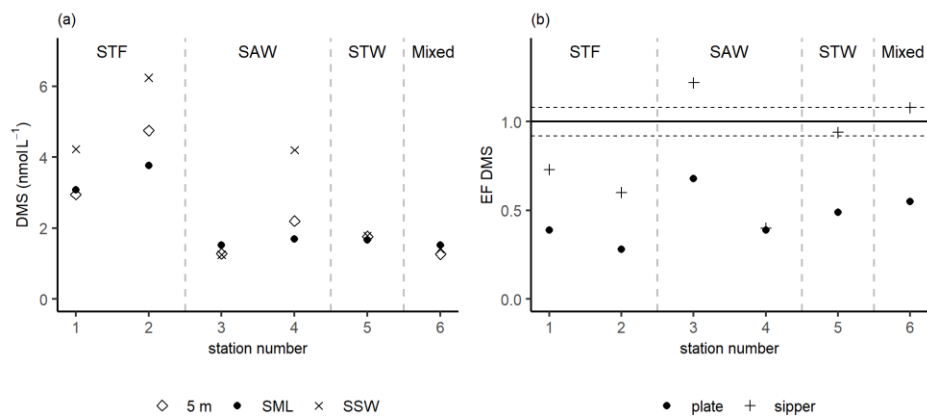 (a)
STF SAW STW Mixed
6
4
2
0
DMS (nmol L⁻¹)
1 2 3 4 5 6
station number
◇ 5 m ● SML × SSW
(b)
STF SAW STW Mixed
1.0
0.5
0.0
EF DMS
1 2 3 4 5 6
station number
● plate + sipper